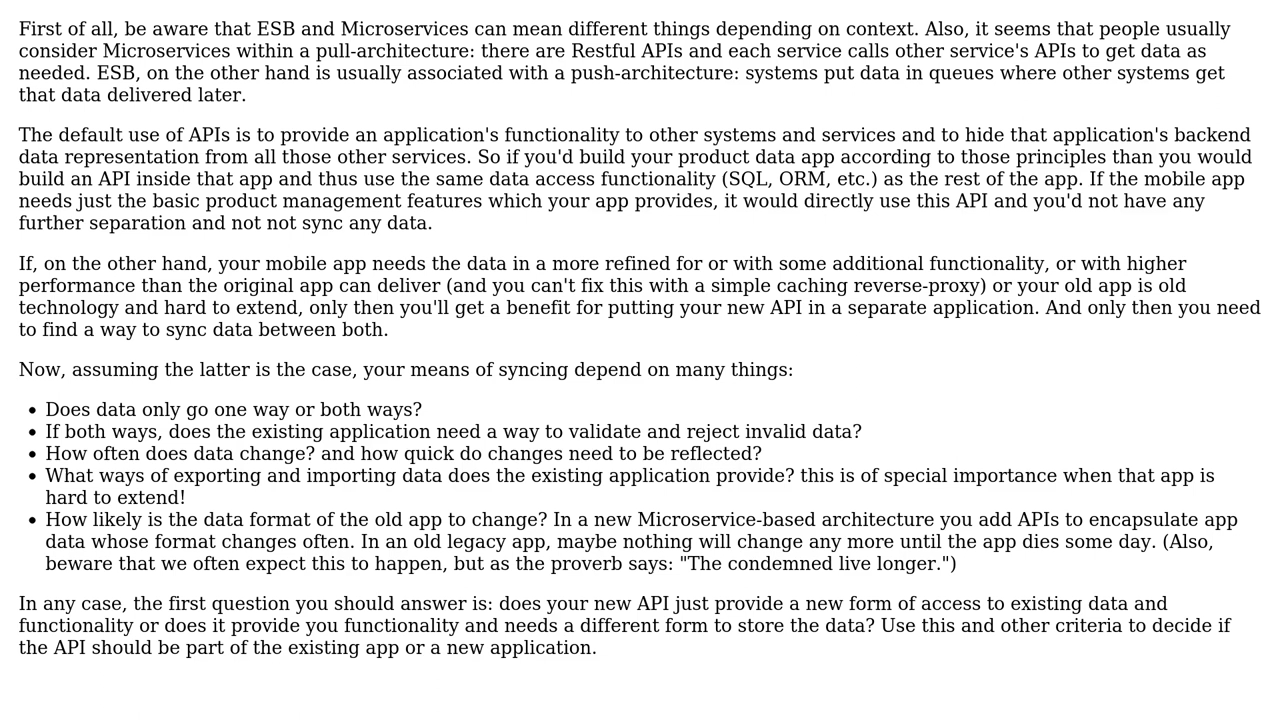 First of all, be aware that ESB and Microservices can mean different things depending on context. Also, it seems that people usually
consider Microservices within a pull-architecture: there are Restful APIs and each service calls other service's APIs to get data as
needed. ESB, on the other hand is usually associated with a push-architecture: systems put data in queues where other systems get
that data delivered later.
The default use of APIs is to provide an application's functionality to other systems and services and to hide that application's backend
data representation from all those other services. So if you'd build your product data app according to those principles than you would
build an API inside that app and thus use the same data access functionality (SQL, ORM, etc.) as the rest of the app. If the mobile app
needs just the basic product management features which your app provides, it would directly use this API and you'd not have any
further separation and not not sync any data.
If, on the other hand, your mobile app needs the data in a more refined for or with some additional functionality, or with higher
performance than the original app can deliver (and you can't fix this with a simple caching reverse-proxy) or your old app is old
technology and hard to extend, only then you'll get a benefit for putting your new API in a separate application. And only then you need
to find a way to sync data between both.
Now, assuming the latter is the case, your means of syncing depend on many things:
• Does data only go one way or both ways?
• If both ways, does the existing application need a way to validate and reject invalid data?
• How often does data change? and how quick do changes need to be reflected?
• What ways of exporting and importing data does the existing application provide? this is of special importance when that app is
hard to extend!
• How likely is the data format of the old app to change? In a new Microservice-based architecture you add APIs to encapsulate app
data whose format changes often. In an old legacy app, maybe nothing will change any more until the app dies some day. (Also,
beware that we often expect this to happen, but as the proverb says: "The condemned live longer.")
In any case, the first question you should answer is: does your new API just provide a new form of access to existing data and
functionality or does it provide you functionality and needs a different form to store the data? Use this and other criteria to decide if
the API should be part of the existing app or a new application.